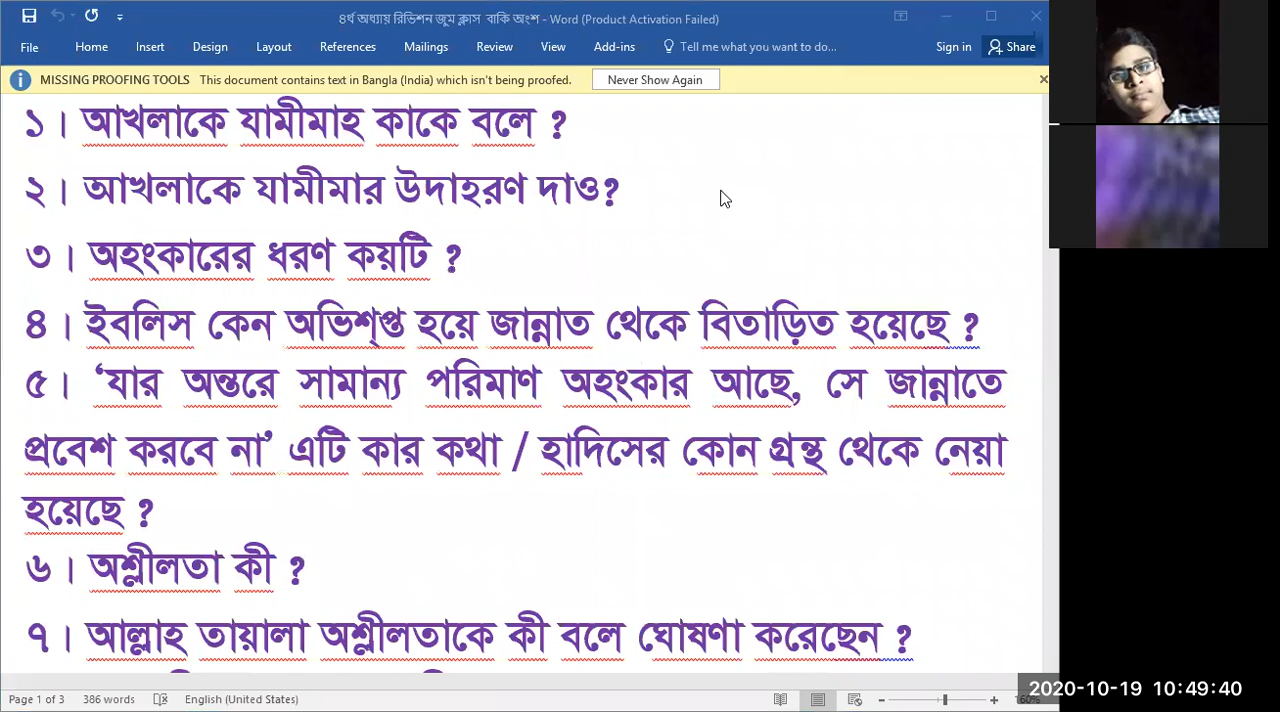 ৪র্থ অধ্যায় রিভিশন জুম ক্লাস বাকি অংশ - Word (Product Activation Failed)
File Home Insert Design Layout References Mailings Review View Add-ins Tell me what you want to do... Sign in Share
MISSING PROOFING TOOLS This document contains text in Bangla (India) which isn't being proofed. Never Show Again
১। আখলাকে যামীমাহ কাকে বলে ?
২। আখলাকে যামীমার উদাহরণ দাও?
৩। অহংকারের ধরণ কয়টি ?
৪। ইবলিস কেন অভিশপ্ত হয়ে জান্নাত থেকে বিতাড়িত হয়েছে ?
৫। ‘যার অন্তরে সামান্য পরিমাণ অহংকার আছে, সে জান্নাতে
প্রবেশ করবে না’ এটি কার কথা / হাদিসের কোন গ্রন্থ থেকে নেয়া
হয়েছে ?
৬। অশ্লীলতা কী ?
৭। আল্লাহ তায়ালা অশ্লীলতাকে কী বলে ঘোষণা করেছেন ?
Page 1 of 3 386 words English (United States)
2020-10-19 10:49:40